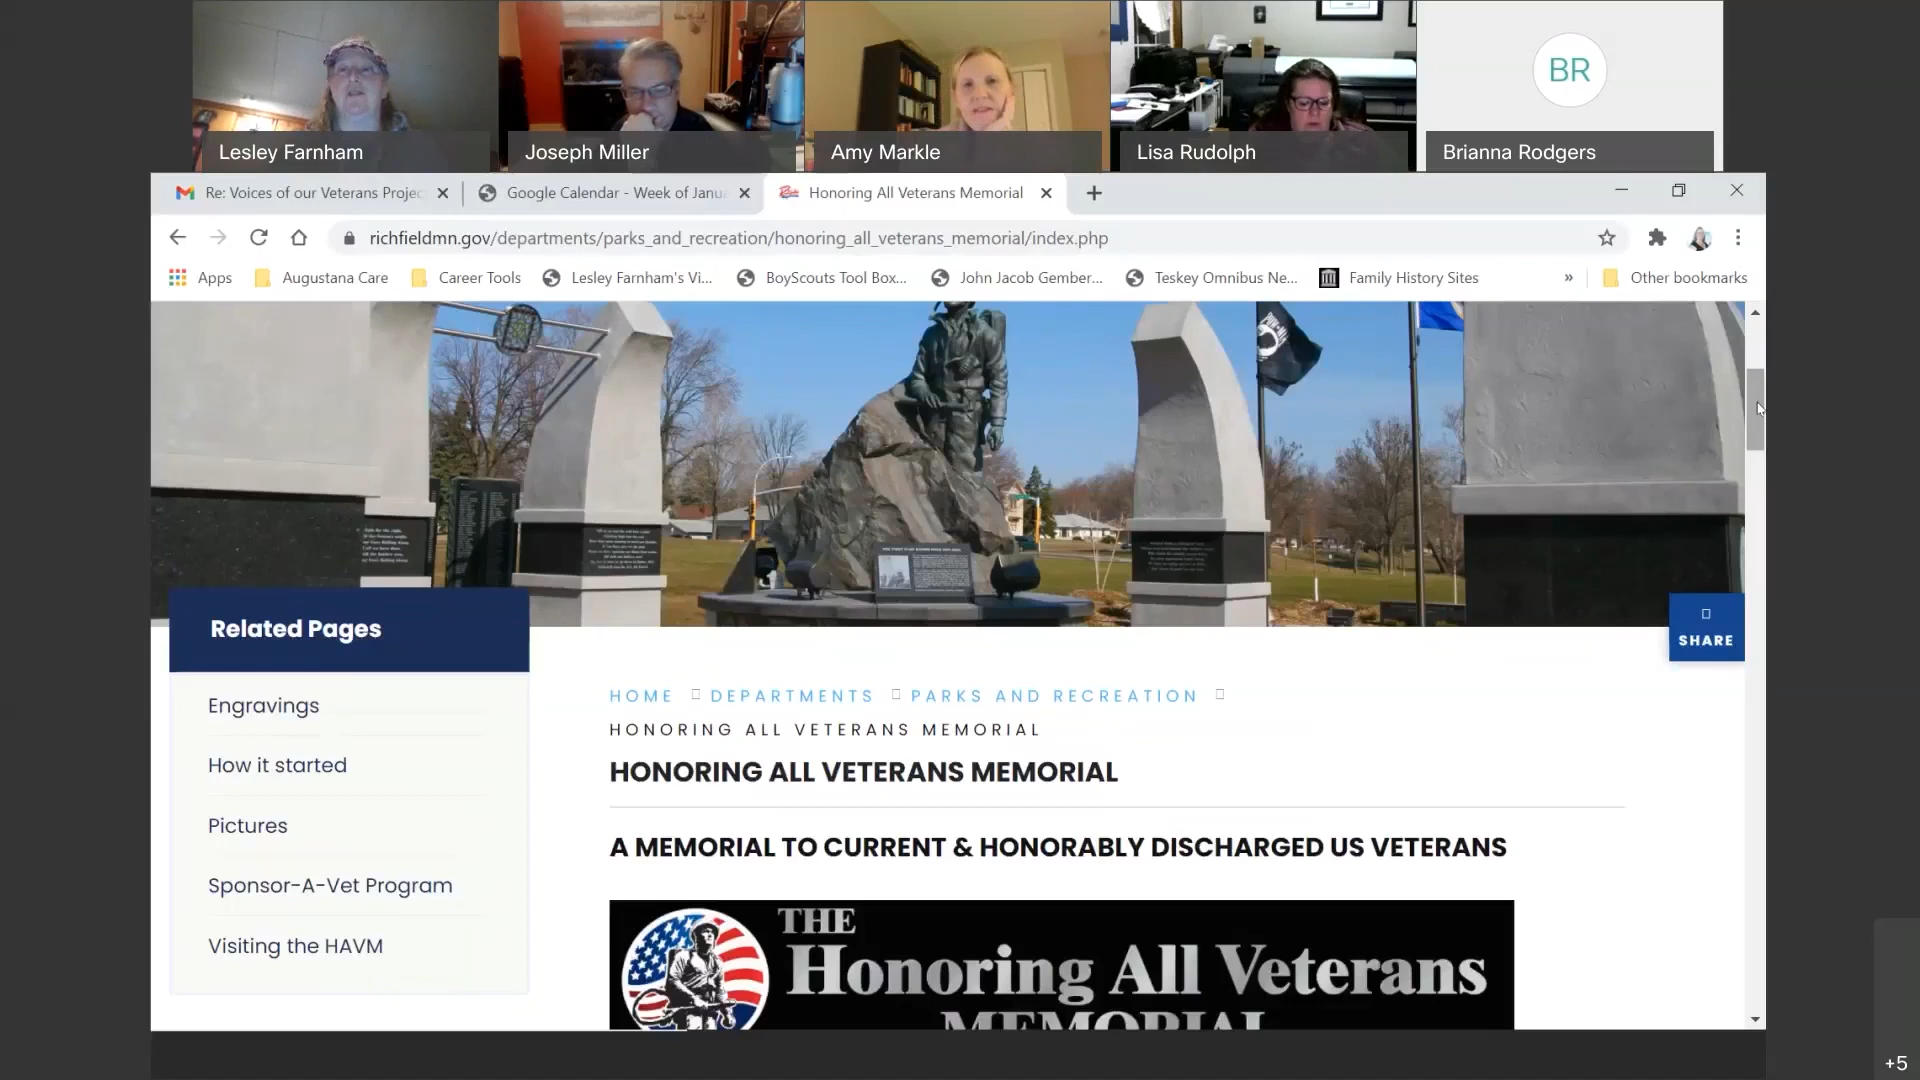 Lesley Farnham
Joseph Miller
Amy Markle
Lisa Rudolph
BR
Brianna Rodgers
Re: Voices of our Veterans Projec
Google Calendar - Week of Janu
Honoring All Veterans Memorial
richfieldmn.gov/departments/parks_and_recreation/honoring_all_veterans_memorial/index.php
Apps
Augustana Care
Career Tools
Lesley Farnham's Vi...
BoyScouts Tool Box...
John Jacob Gember...
Teskey Omnibus Ne...
Family History Sites
»
Other bookmarks
SHARE
Related Pages
Engravings
How it started
Pictures
Sponsor-A-Vet Program
Visiting the HAVM
HOME DEPARTMENTS PARKS AND RECREATION
HONORING ALL VETERANS MEMORIAL
HONORING ALL VETERANS MEMORIAL
A MEMORIAL TO CURRENT & HONORABLY DISCHARGED US VETERANS
THE
Honoring All Veterans
MEMORIAL
+5